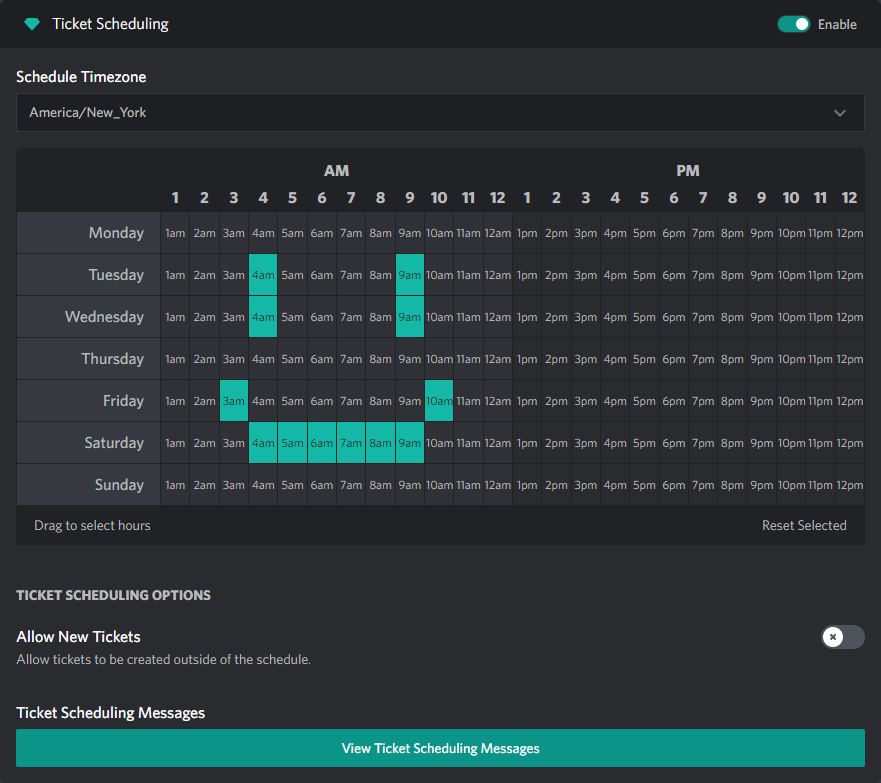 Ticket Scheduling Enable
Schedule Timezone
America/New_York
AM PM
1 2 3 4 5 6 7 8 9 10 11 12 1 2 3 4 5 6 7 8 9 10 11 12
Monday 1am 2am 3am 4am 5am 6am 7am 8am 9am 10am 11am 12am 1pm 2pm 3pm 4pm 5pm 6pm 7pm 8pm 9pm 10pm 11pm 12pm
Tuesday 1am 2am 3am 4am 5am 6am 7am 8am 9am 10am 11am 12am 1pm 2pm 3pm 4pm 5pm 6pm 7pm 8pm 9pm 10pm 11pm 12pm
Wednesday 1am 2am 3am 4am 5am 6am 7am 8am 9am 10am 11am 12am 1pm 2pm 3pm 4pm 5pm 6pm 7pm 8pm 9pm 10pm 11pm 12pm
Thursday 1am 2am 3am 4am 5am 6am 7am 8am 9am 10am 11am 12am 1pm 2pm 3pm 4pm 5pm 6pm 7pm 8pm 9pm 10pm 11pm 12pm
Friday 1am 2am 3am 4am 5am 6am 7am 8am 9am 10am 11am 12am 1pm 2pm 3pm 4pm 5pm 6pm 7pm 8pm 9pm 10pm 11pm 12pm
Saturday 1am 2am 3am 4am 5am 6am 7am 8am 9am 10am 11am 12am 1pm 2pm 3pm 4pm 5pm 6pm 7pm 8pm 9pm 10pm 11pm 12pm
Sunday 1am 2am 3am 4am 5am 6am 7am 8am 9am 10am 11am 12am 1pm 2pm 3pm 4pm 5pm 6pm 7pm 8pm 9pm 10pm 11pm 12pm
Drag to select hours Reset Selected
TICKET SCHEDULING OPTIONS
Allow New Tickets
Allow tickets to be created outside of the schedule.
Ticket Scheduling Messages
View Ticket Scheduling Messages